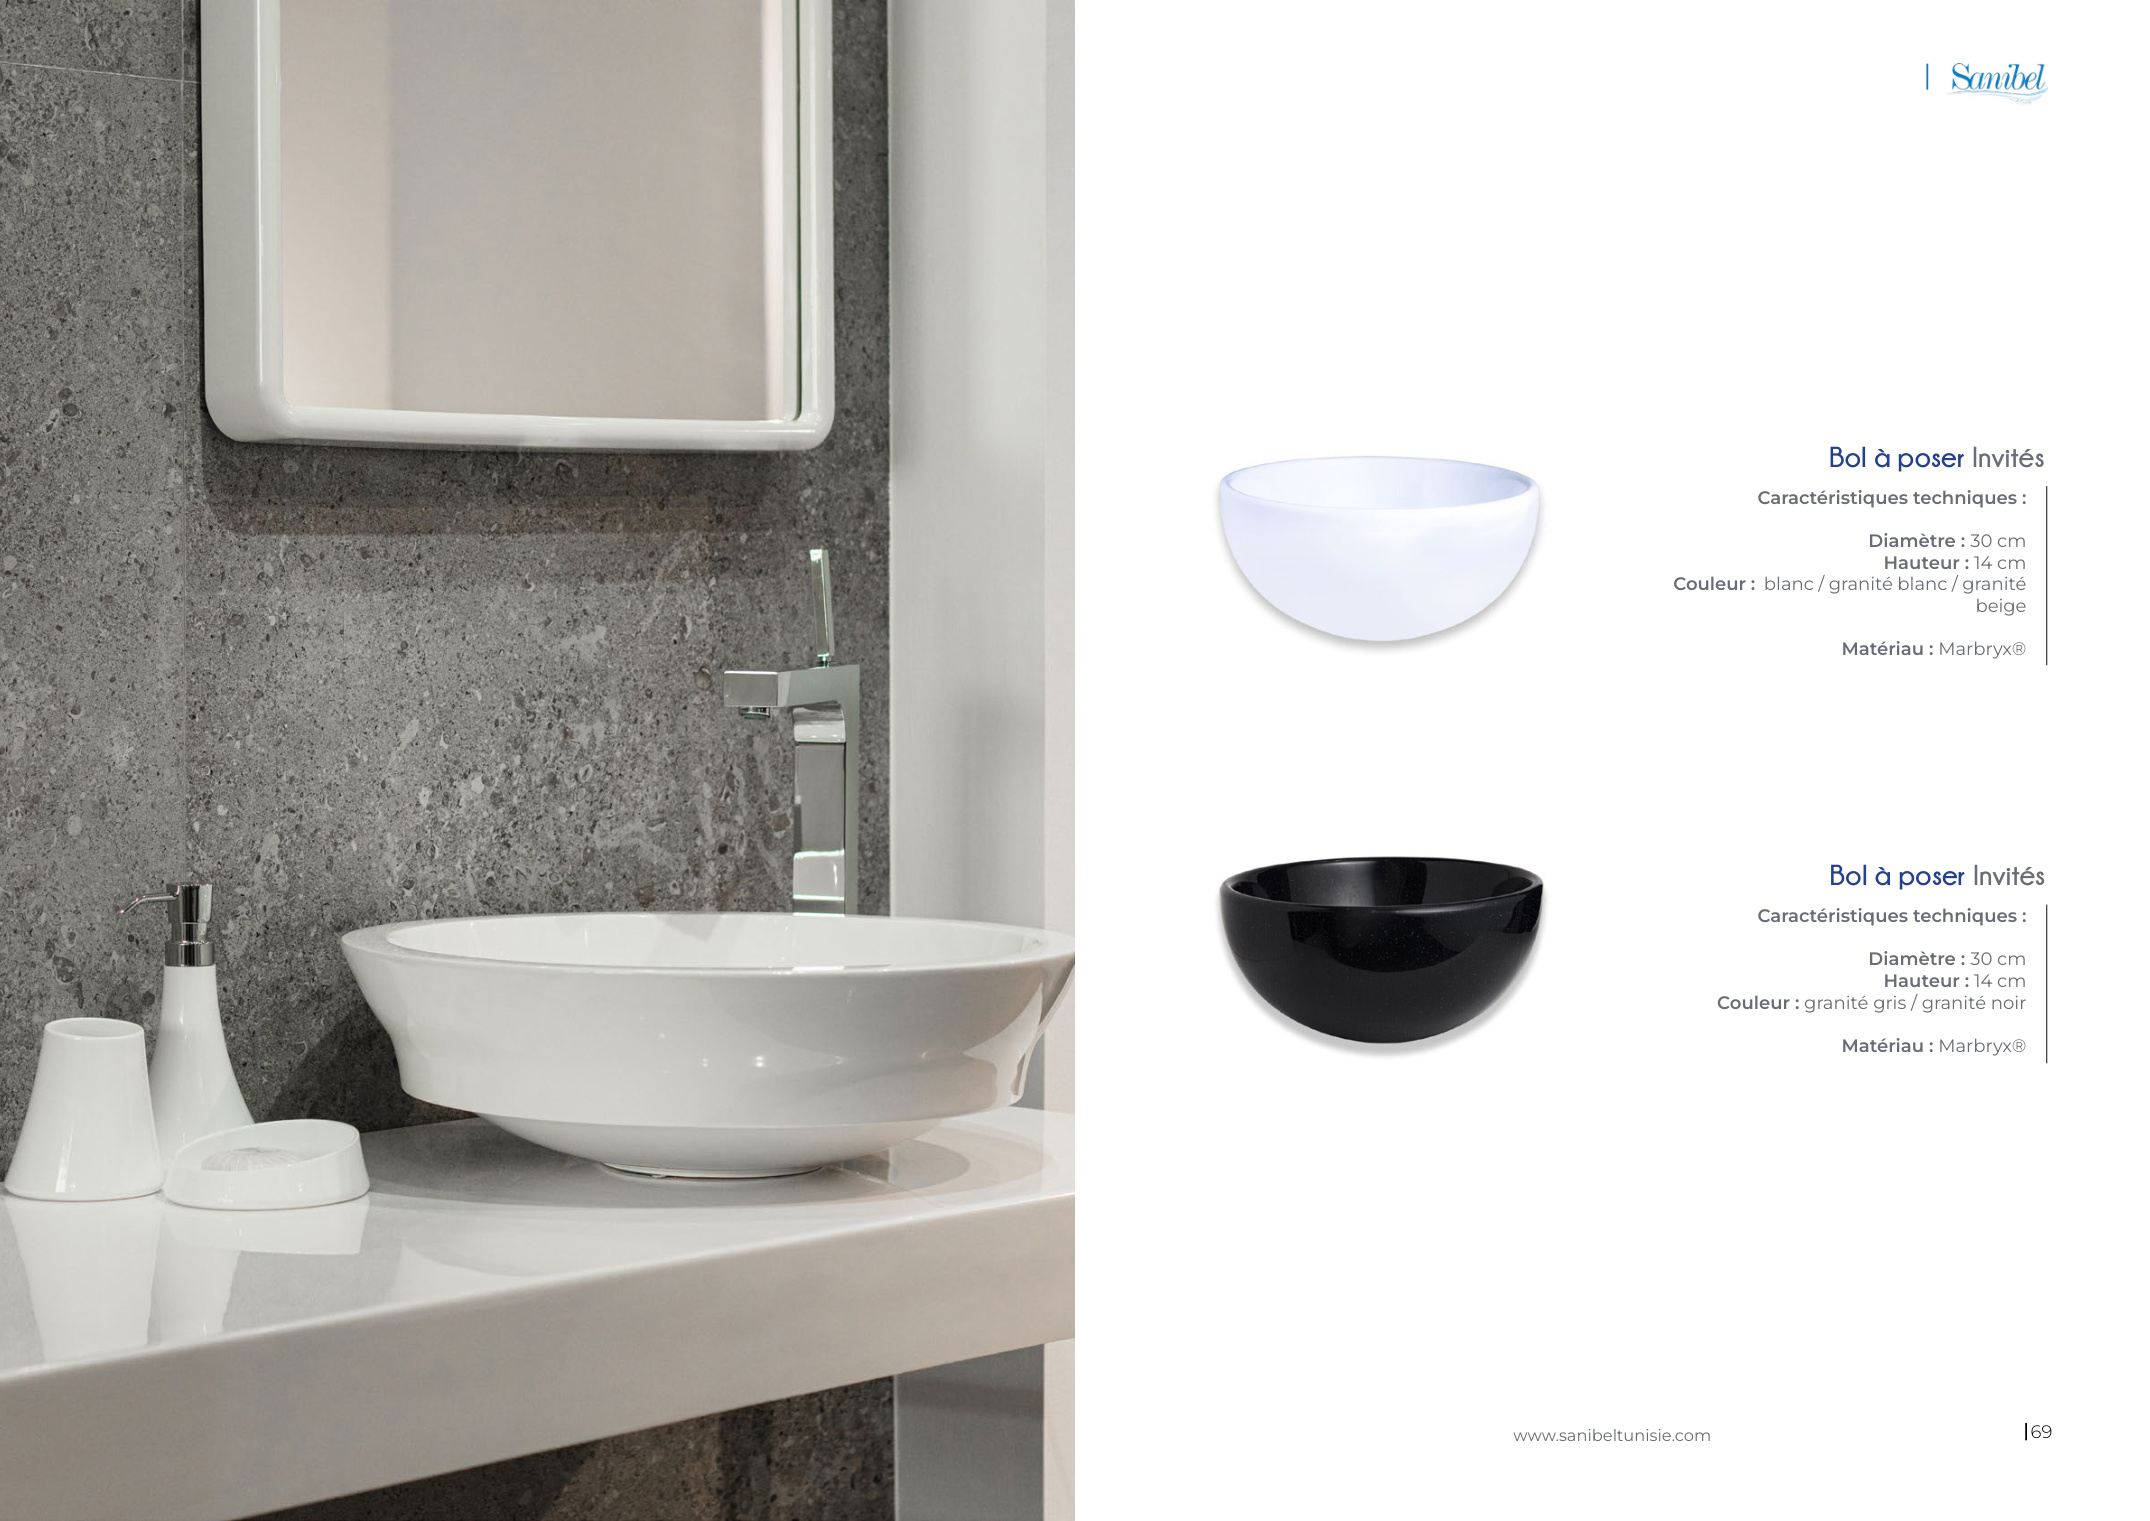 Sanibel
Bol à poser Invités
Caractéristiques techniques :
Diamètre : 30 cm
Hauteur : 14 cm
Couleur :  blanc / granité blanc / granité
beige
Matériau : Marbryx®
Bol à poser Invités
Caractéristiques techniques :
Diamètre : 30 cm
Hauteur : 14 cm
Couleur : granité gris / granité noir
Matériau : Marbryx®
www.sanibeltunisie.com
69